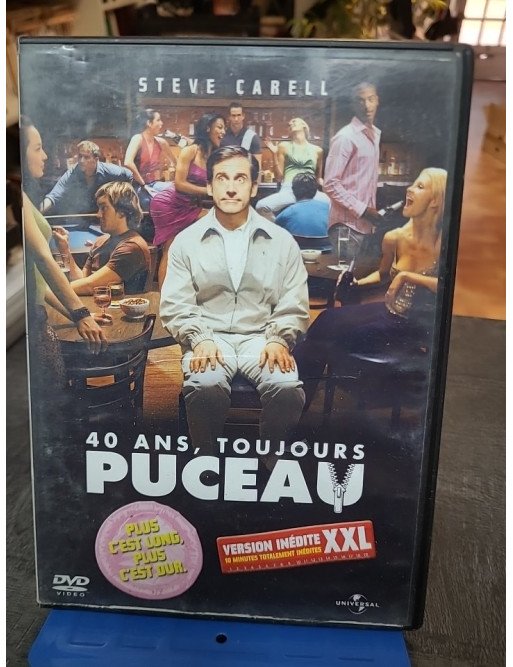 STEVE CARELL
40 ANS, TOUJOURS
PUCEAU
PLUS
C'EST LONG,
PLUS
C'EST DUR.
VERSION INÉDITE XXL
10 MINUTES TOTALEMENT INÉDITES
DVD
VIDEO
UNIVERSAL